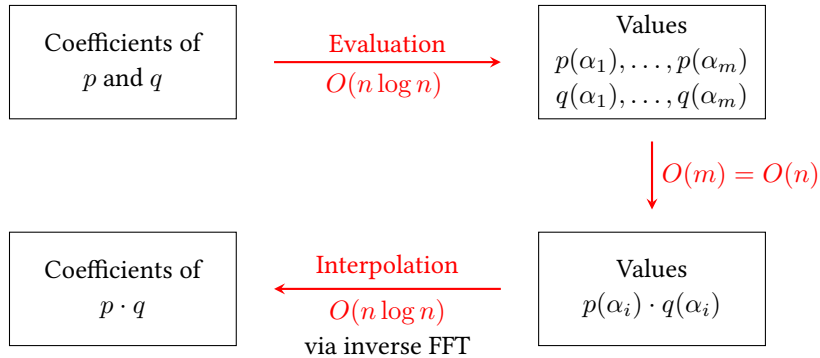 Coefficients of
p and q
Evaluation
O(n log n)
Values
p(α₁), . . . , p(αₘ)
q(α₁), . . . , q(αₘ)
O(m) = O(n)
Values
p(αᵢ) · q(αᵢ)
Interpolation
O(n log n)
via inverse FFT
Coefficients of
p · q